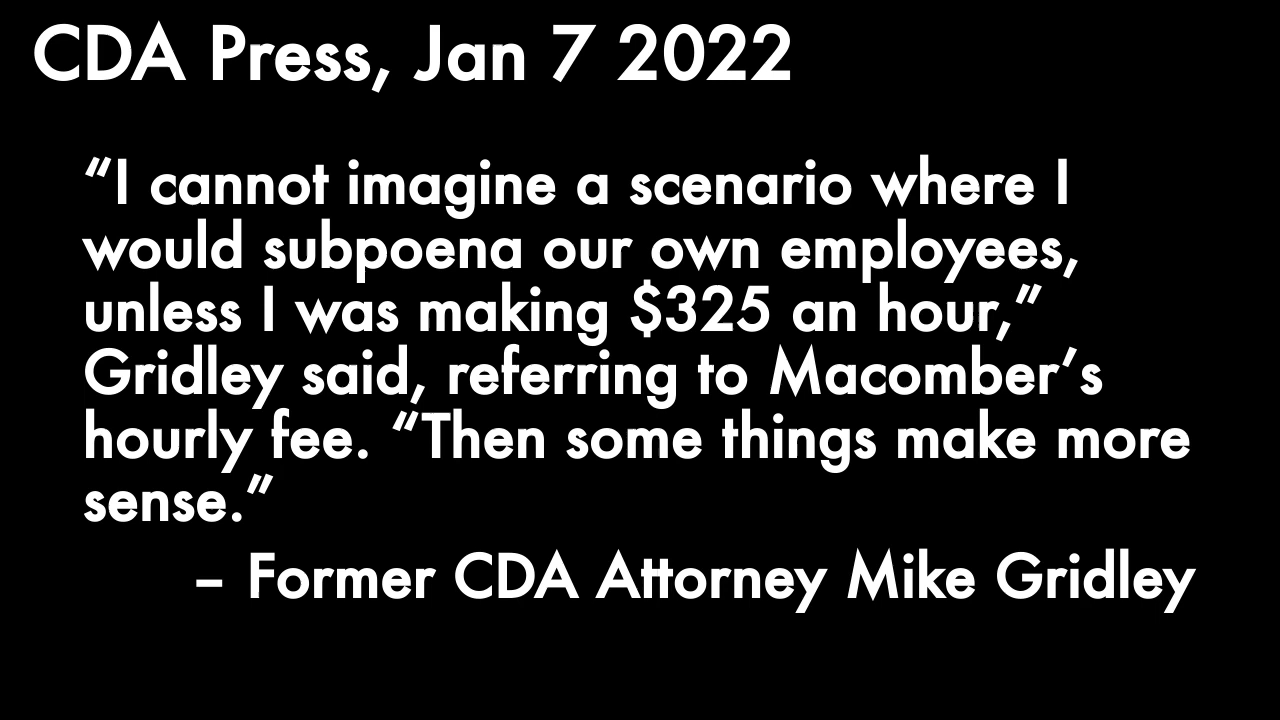 CDA Press, Jan 7 2022
“I cannot imagine a scenario where I
would subpoena our own employees,
unless I was making $325 an hour,”
Gridley said, referring to Macomber’s
hourly fee. “Then some things make more
sense.”
– Former CDA Attorney Mike Gridley